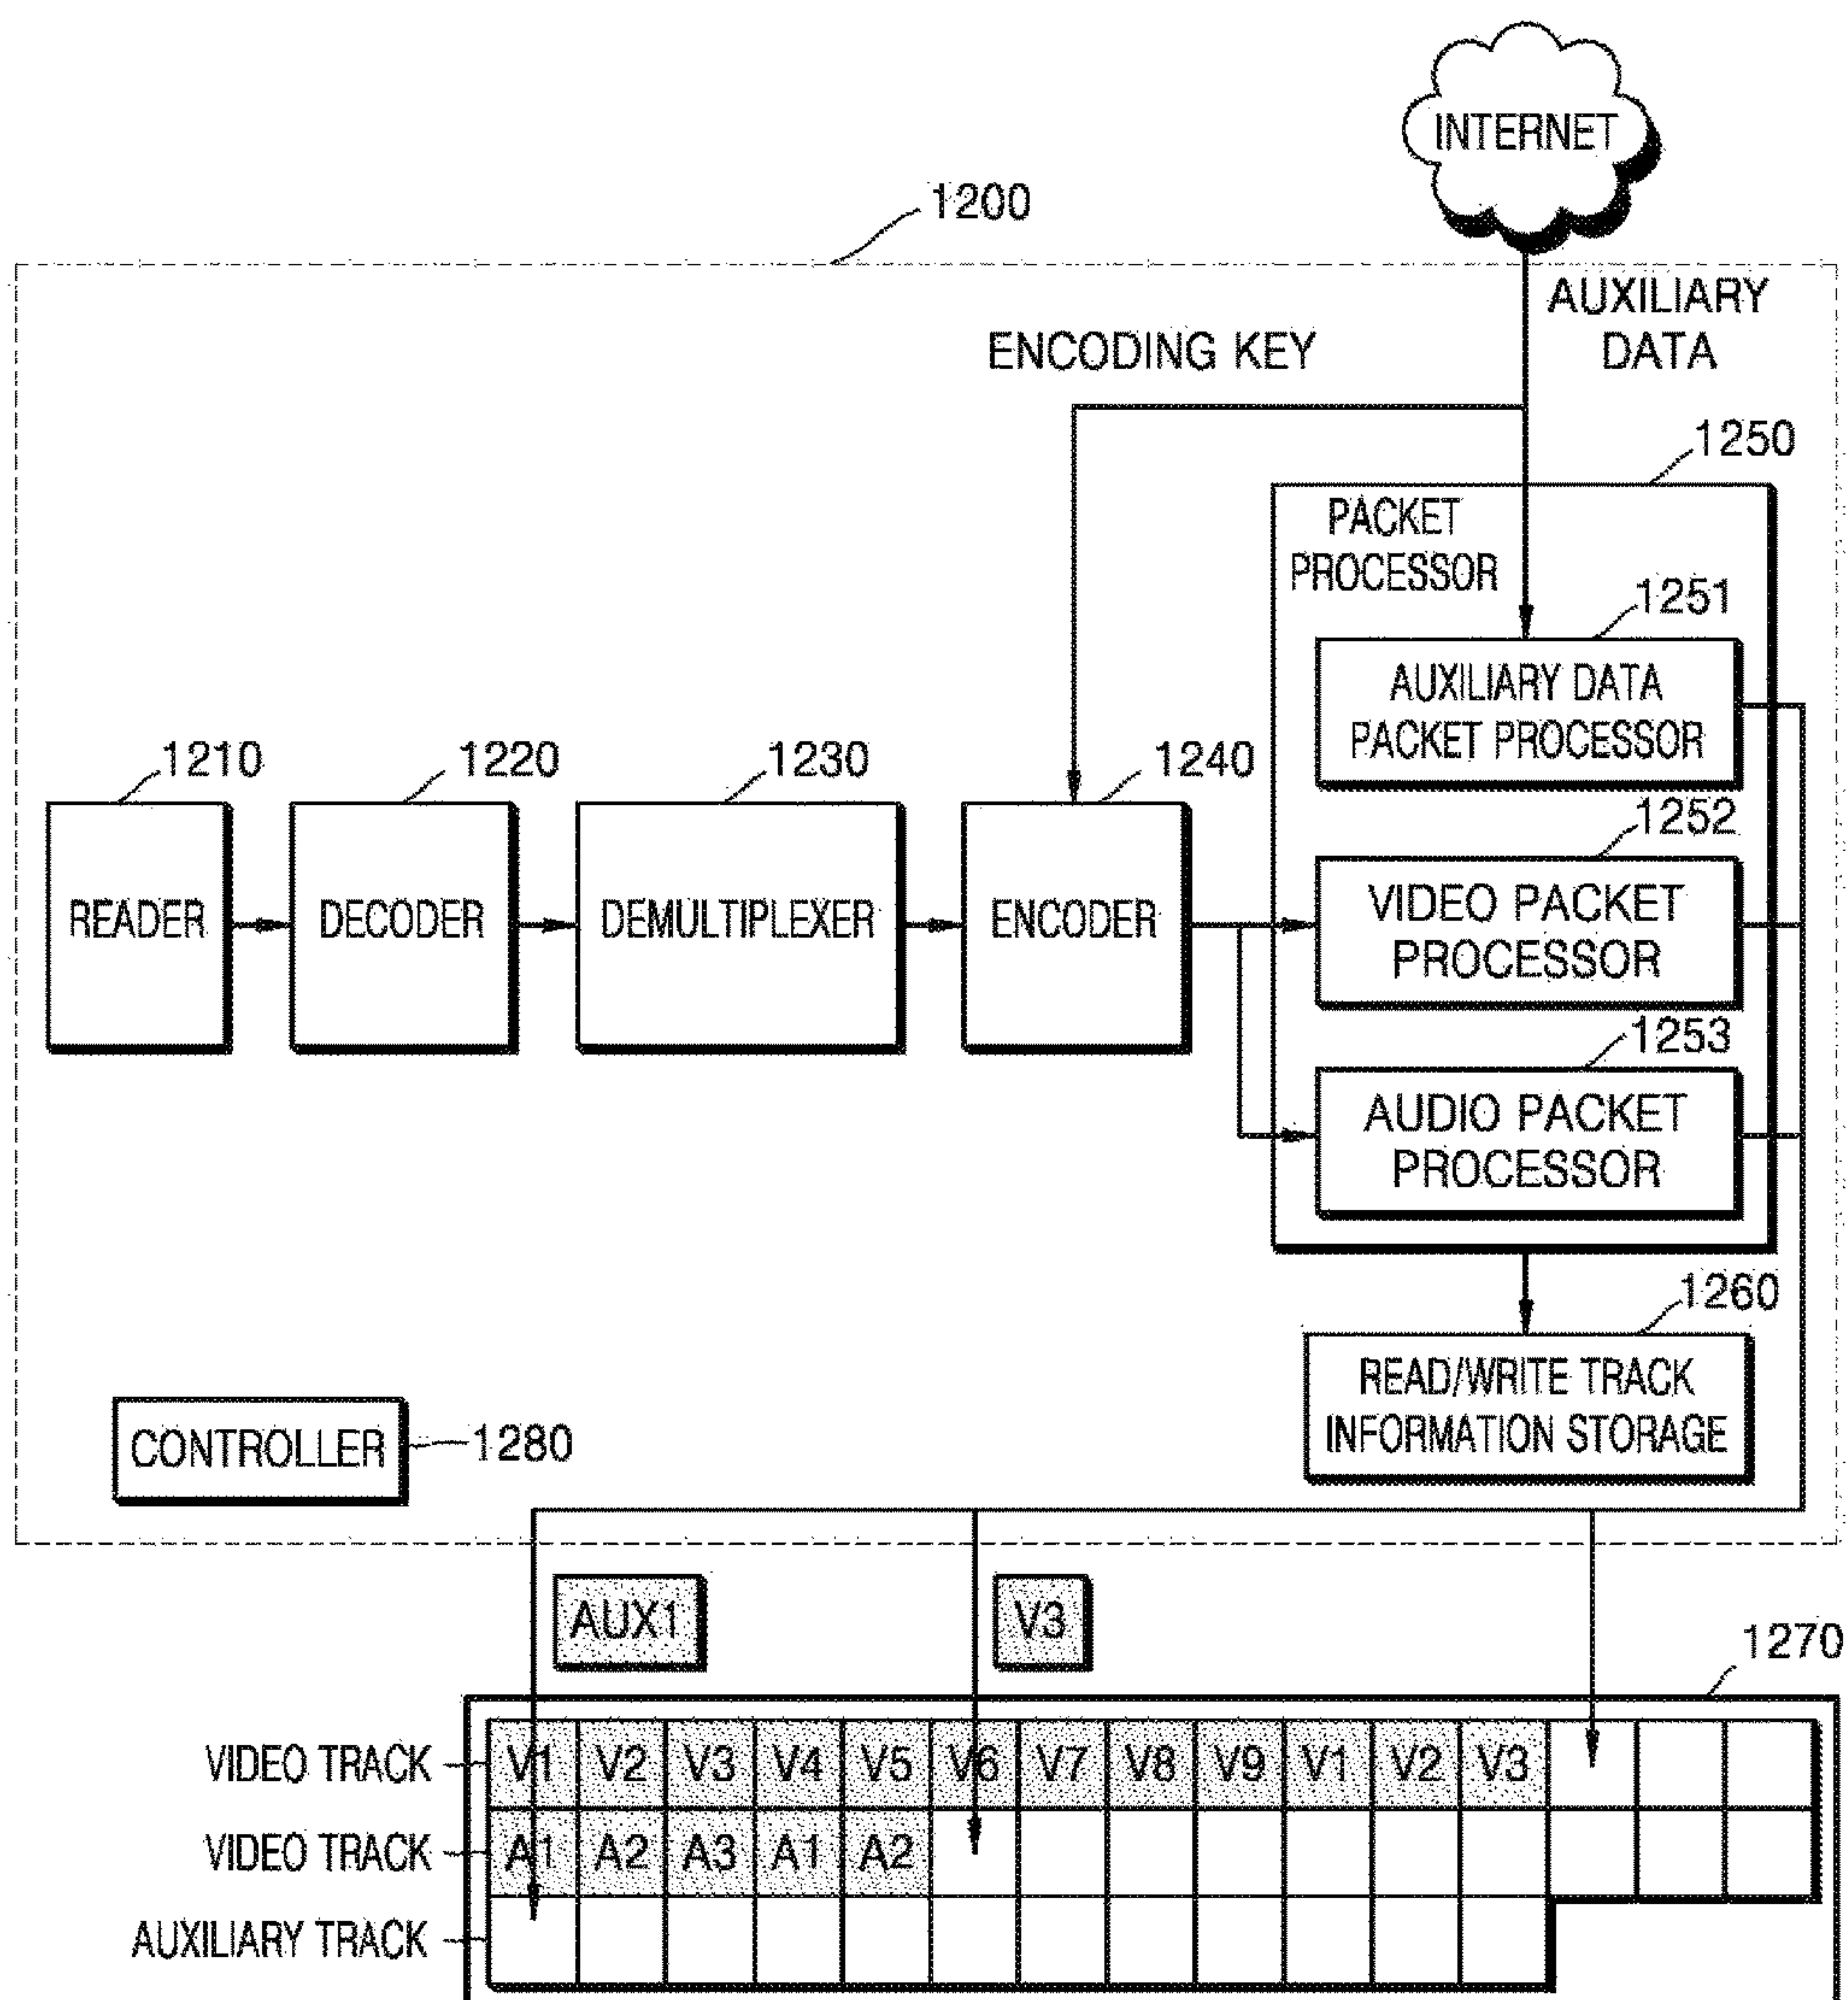 INTERNET
1200
AUXILIARY
DATA
ENCODING KEY
1250
PACKET
PROCESSOR
1251
AUXILIARY DATA
PACKET PROCESSOR
1210
1220
1230
1240
1252
READER
DECODER
DEMULTIPLEXER
ENCODER
VIDEO PACKET
PROCESSOR
1253
AUDIO PACKET
PROCESSOR
1260
READ/WRITE TRACK
INFORMATION STORAGE
CONTROLLER
1280
AUX1
V3
1270
VIDEO TRACK V1 V2 V3 V4 V5 V6 V7 V8 V9 V1 V2 V3
VIDEO TRACK A1 A2 A3 A1 A2
AUXILIARY TRACK